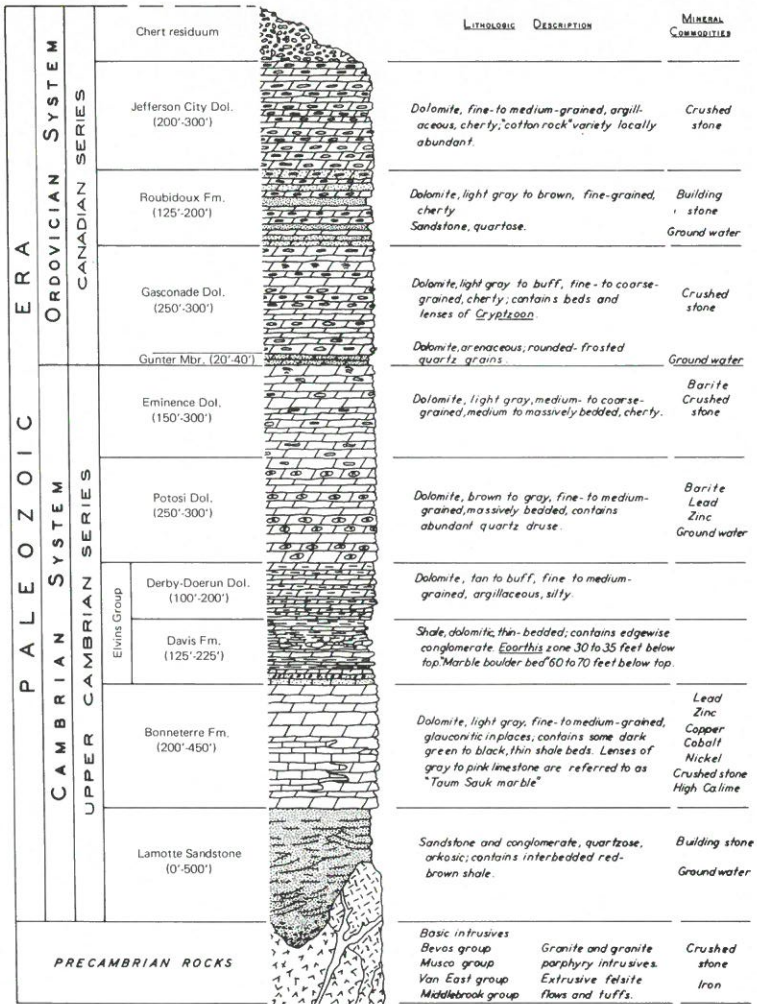 LITHOLOGIC DESCRIPTION
MINERAL
COMMODITIES
PALEOZOIC ERA
ORDOVICIAN SYSTEM
CANADIAN SERIES
Chert residuum
Jefferson City Dol.
(200'-300')
Dolomite, fine- to medium-grained, argill-
aceous, cherty; "cotton rock" variety locally
abundant.
Crushed
stone
Roubidoux Fm.
(125'-200')
Dolomite, light gray to brown, fine-grained,
cherty
Sandstone, quartose.
Building
stone
Ground water
Gasconade Dol.
(250'-300')
Dolomite, light gray to buff, fine- to coarse-
grained, cherty; contains beds and
lenses of Cryptzoon.
Crushed
stone
Gunter Mbr. (20'-40')
Dolomite, arenaceous; rounded-frosted
quartz grains.
Ground water
CAMBRIAN SYSTEM
UPPER CAMBRIAN SERIES
Eminence Dol.
(150'-300')
Dolomite, light gray, medium- to coarse-
grained, medium to massively bedded, cherty.
Barite
Crushed
stone
Potosi Dol.
(250'-300')
Dolomite, brown to gray, fine- to medium-
grained, massively bedded, contains
abundant quartz druse.
Barite
Lead
Zinc
Ground water
Elvins Group
Derby-Doerun Dol.
(100'-200')
Dolomite, tan to buff, fine to medium-
grained, argillaceous, silty.
Davis Fm.
(125'-225')
Shale, dolomitic, thin-bedded; contains edgewise
conglomerate. Eoorthis zone 30 to 35 feet below
top. "Marble boulder bed" 60 to 70 feet below top.
Bonneterre Fm.
(200'-450')
Dolomite, light gray, fine- to medium-grained,
glauconitic in places; contains some dark
green to black, thin shale beds. Lenses of
gray to pink limestone are referred to as
"Taum Sauk marble"
Lead
Zinc
Copper
Cobalt
Nickel
Crushed stone
High Ca lime
Lamotte Sandstone
(0'-500')
Sandstone and conglomerate, quartzose,
arkosic; contains interbedded red-
brown shale.
Building stone
Ground water
PRECAMBRIAN ROCKS
Basic intrusives
Bevos group
Musco group
Van East group
Middlebrook group
Granite and granite
porphyry intrusives.
Extrusive felsite
flows and tuffs.
Crushed
stone
Iron